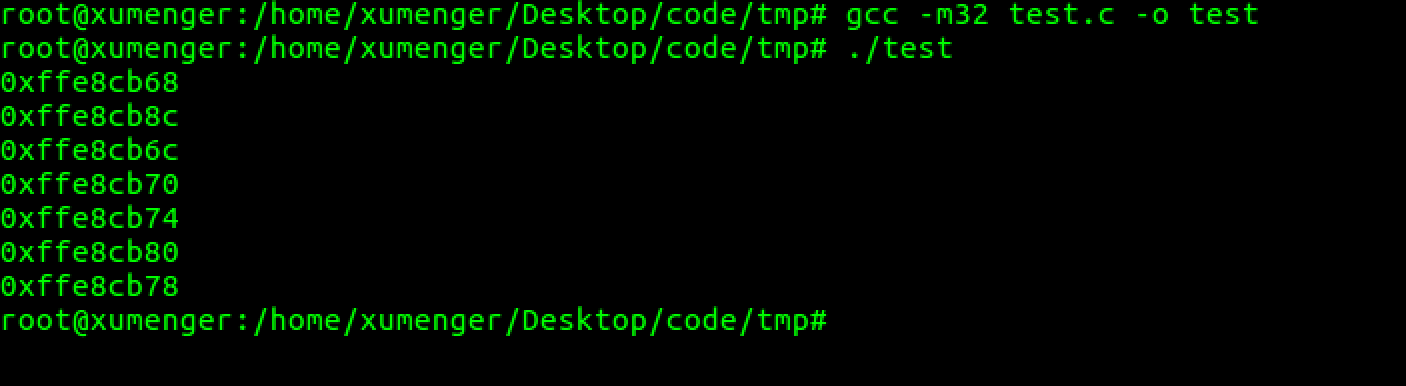 root@xumenger:/home/xumenger/Desktop/code/tmp# gcc -m32 test.c -o test
root@xumenger:/home/xumenger/Desktop/code/tmp# ./test
0xffe8cb68
0xffe8cb8c
0xffe8cb6c
0xffe8cb70
0xffe8cb74
0xffe8cb80
0xffe8cb78
root@xumenger:/home/xumenger/Desktop/code/tmp#